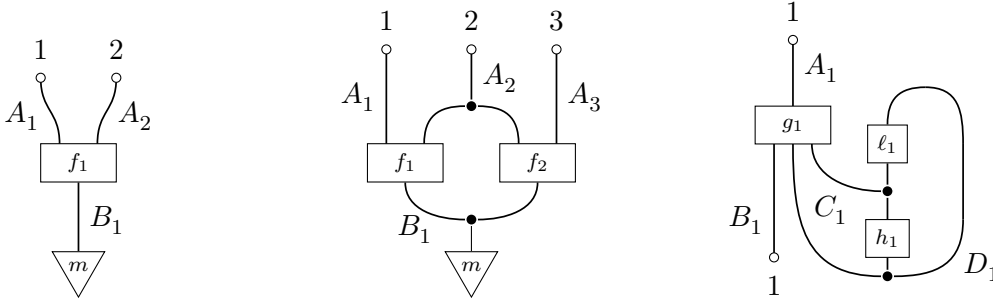 1 2
A₁ A₂
f₁
B₁
m
1 2 3
A₁ A₂ A₃
f₁ f₂
B₁
m
1
A₁
g₁ ℓ₁
B₁ C₁ h₁
D₁
1